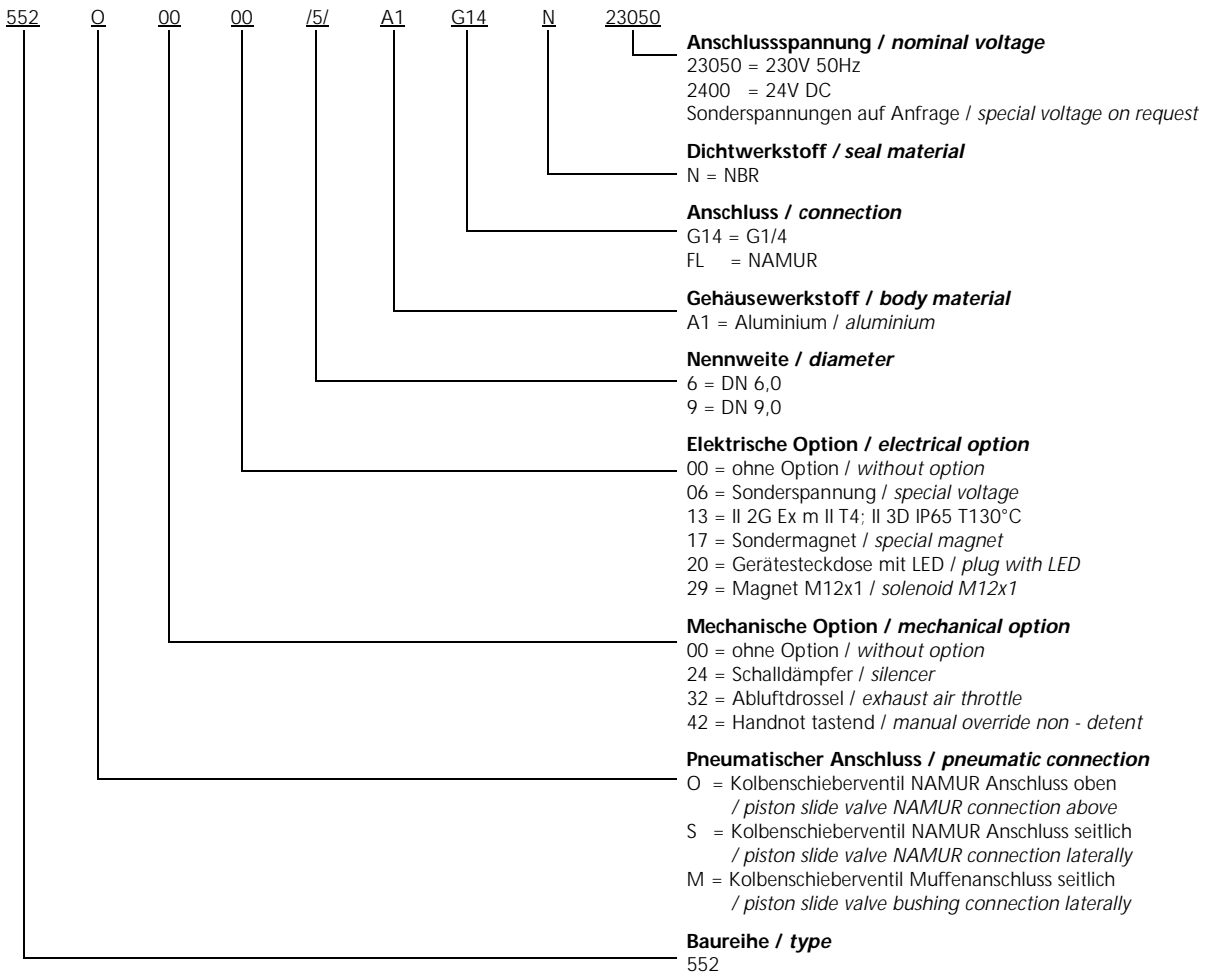 552 O 00 00 /5/ A1 G14 N 23050
Anschlussspannung / nominal voltage
23050 = 230V 50Hz
2400 = 24V DC
Sonderspannungen auf Anfrage / special voltage on request
Dichtwerkstoff / seal material
N = NBR
Anschluss / connection
G14 = G1/4
FL = NAMUR
Gehäusewerkstoff / body material
A1 = Aluminium / aluminium
Nennweite / diameter
6 = DN 6,0
9 = DN 9,0
Elektrische Option / electrical option
00 = ohne Option / without option
06 = Sonderspannung / special voltage
13 = II 2G Ex m II T4; II 3D IP65 T130°C
17 = Sondermagnet / special magnet
20 = Gerätesteckdose mit LED / plug with LED
29 = Magnet M12x1 / solenoid M12x1
Mechanische Option / mechanical option
00 = ohne Option / without option
24 = Schalldämpfer / silencer
32 = Abluftdrossel / exhaust air throttle
42 = Handnot tastend / manual override non - detent
Pneumatischer Anschluss / pneumatic connection
O = Kolbenschieberventil NAMUR Anschluss oben
/ piston slide valve NAMUR connection above
S = Kolbenschieberventil NAMUR Anschluss seitlich
/ piston slide valve NAMUR connection laterally
M = Kolbenschieberventil Muffenanschluss seitlich
/ piston slide valve bushing connection laterally
Baureihe / type
552